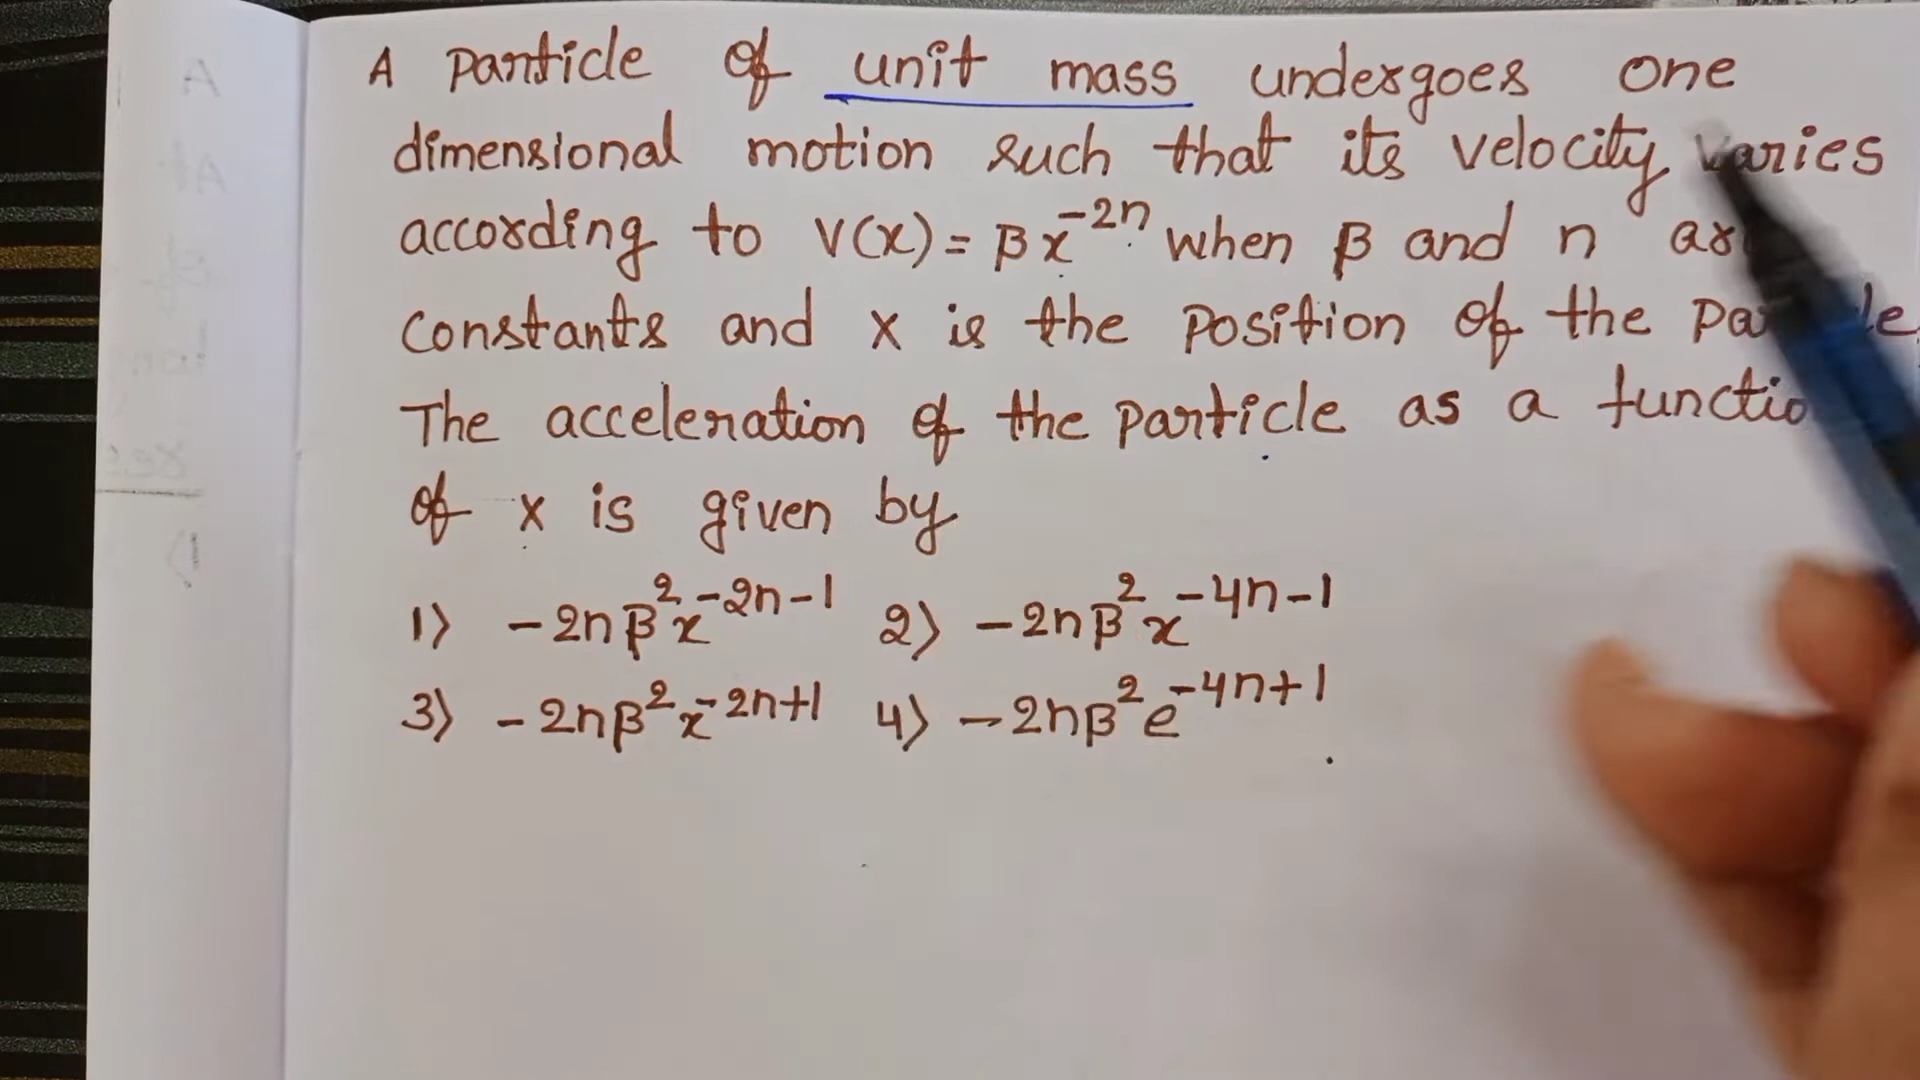 A particle of unit mass undergoes one
dimensional motion such that its velocity varies
according to V(x) = βx⁻²ⁿ when β and n
constants and x is the position of the
The acceleration of the particle as a
of x is given by
1) -2nβ²x⁻²ⁿ⁻¹ 2) -2nβ²x⁻⁴ⁿ⁻¹
3) -2nβ²x⁻²ⁿ⁺¹ 4) -2nβ²e⁻⁴ⁿ⁺¹